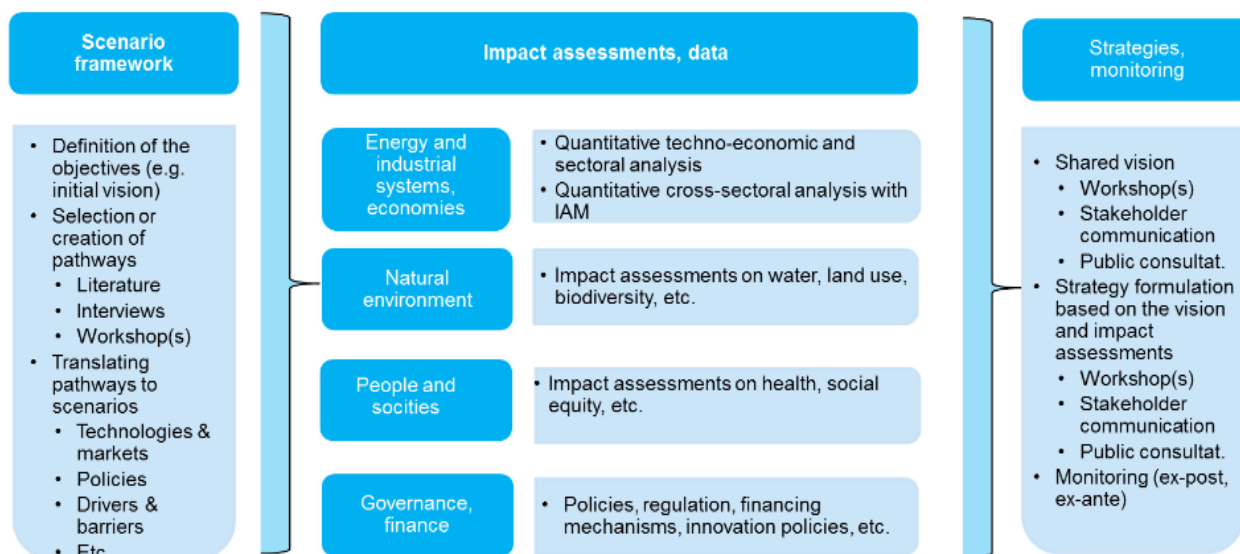 Scenario
framework
• Definition of the
objectives (e.g.
initial vision)
• Selection or
creation of
pathways
• Literature
• Interviews
• Workshop(s)
• Translating
pathways to
scenarios
• Technologies &
markets
• Policies
• Drivers &
barriers
• Etc
Impact assessments, data
Energy and
industrial
systems,
economies
• Quantitative techno-economic and
sectoral analysis
• Quantitative cross-sectoral analysis with
IAM
Natural
environment
• Impact assessments on water, land use,
biodiversity, etc.
People and
socities
• Impact assessments on health, social
equity, etc.
Governance,
finance
• Policies, regulation, financing
mechanisms, innovation policies, etc.
Strategies,
monitoring
• Shared vision
• Workshop(s)
• Stakeholder
communication
• Public consultat.
• Strategy formulation
based on the vision
and impact
assessments
• Workshop(s)
• Stakeholder
communication
• Public consultat.
• Monitoring (ex-post,
ex-ante)